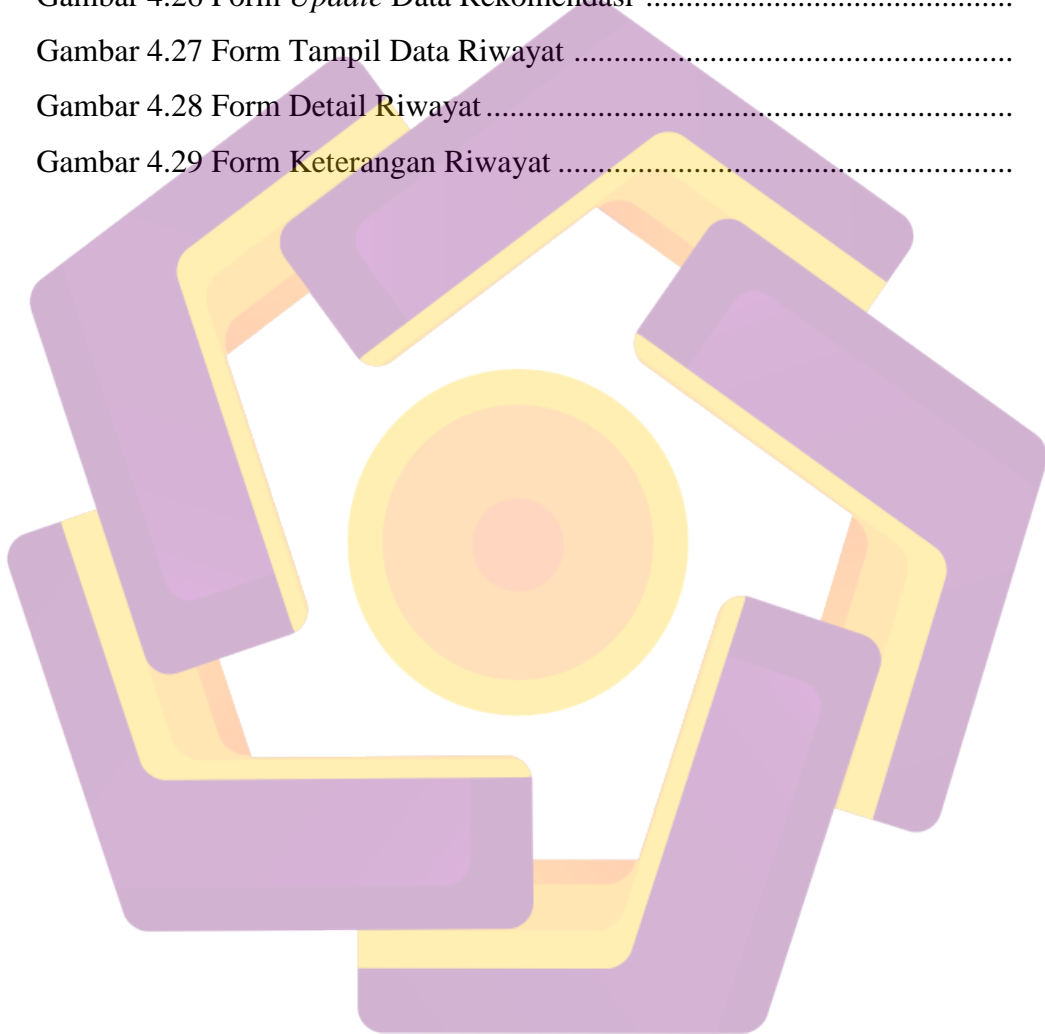 Gambar 4.26 Form Update Data Rekomendasi ............................................
Gambar 4.27 Form Tampil Data Riwayat .....................................................
Gambar 4.28 Form Detail Riwayat ................................................................
Gambar 4.29 Form Keterangan Riwayat .......................................................